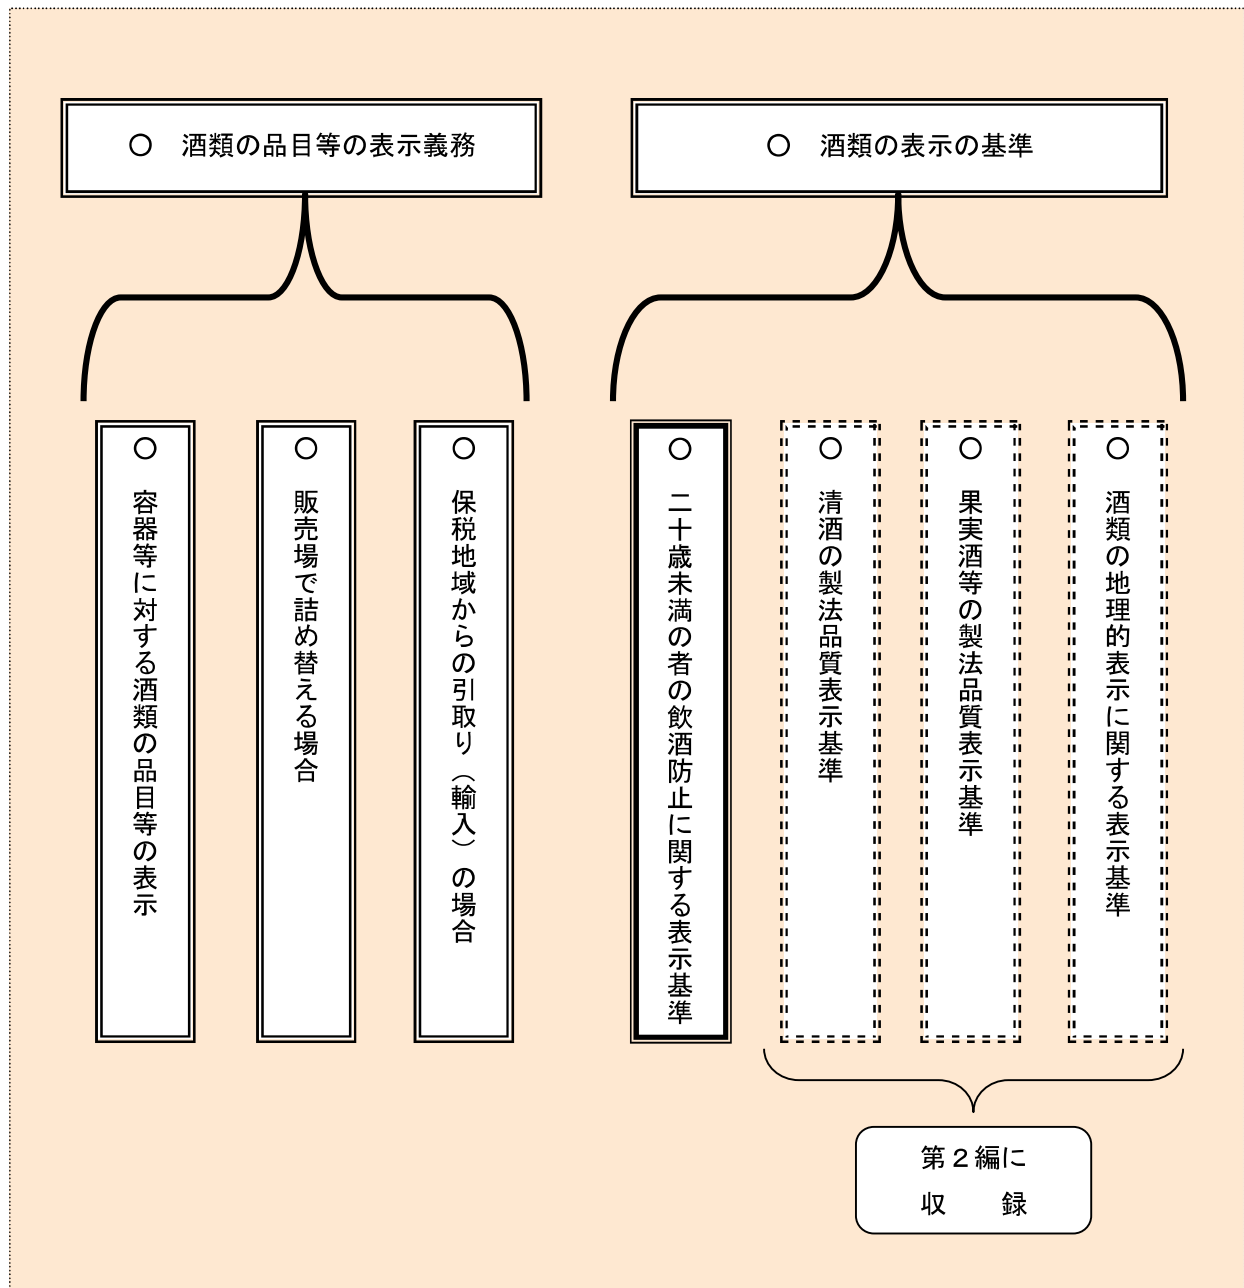 ○　酒類の品目等の表示義務
○　酒類の表示の基準
○　容器等に対する酒類の品目等の表示
○　販売場で詰め替える場合
○　保税地域からの引取り（輸入）の場合
○　二十歳未満の者の飲酒防止に関する表示基準
○　清酒の製法品質表示基準
○　果実酒等の製法品質表示基準
○　酒類の地理的表示に関する表示基準
第２編に
収　　録